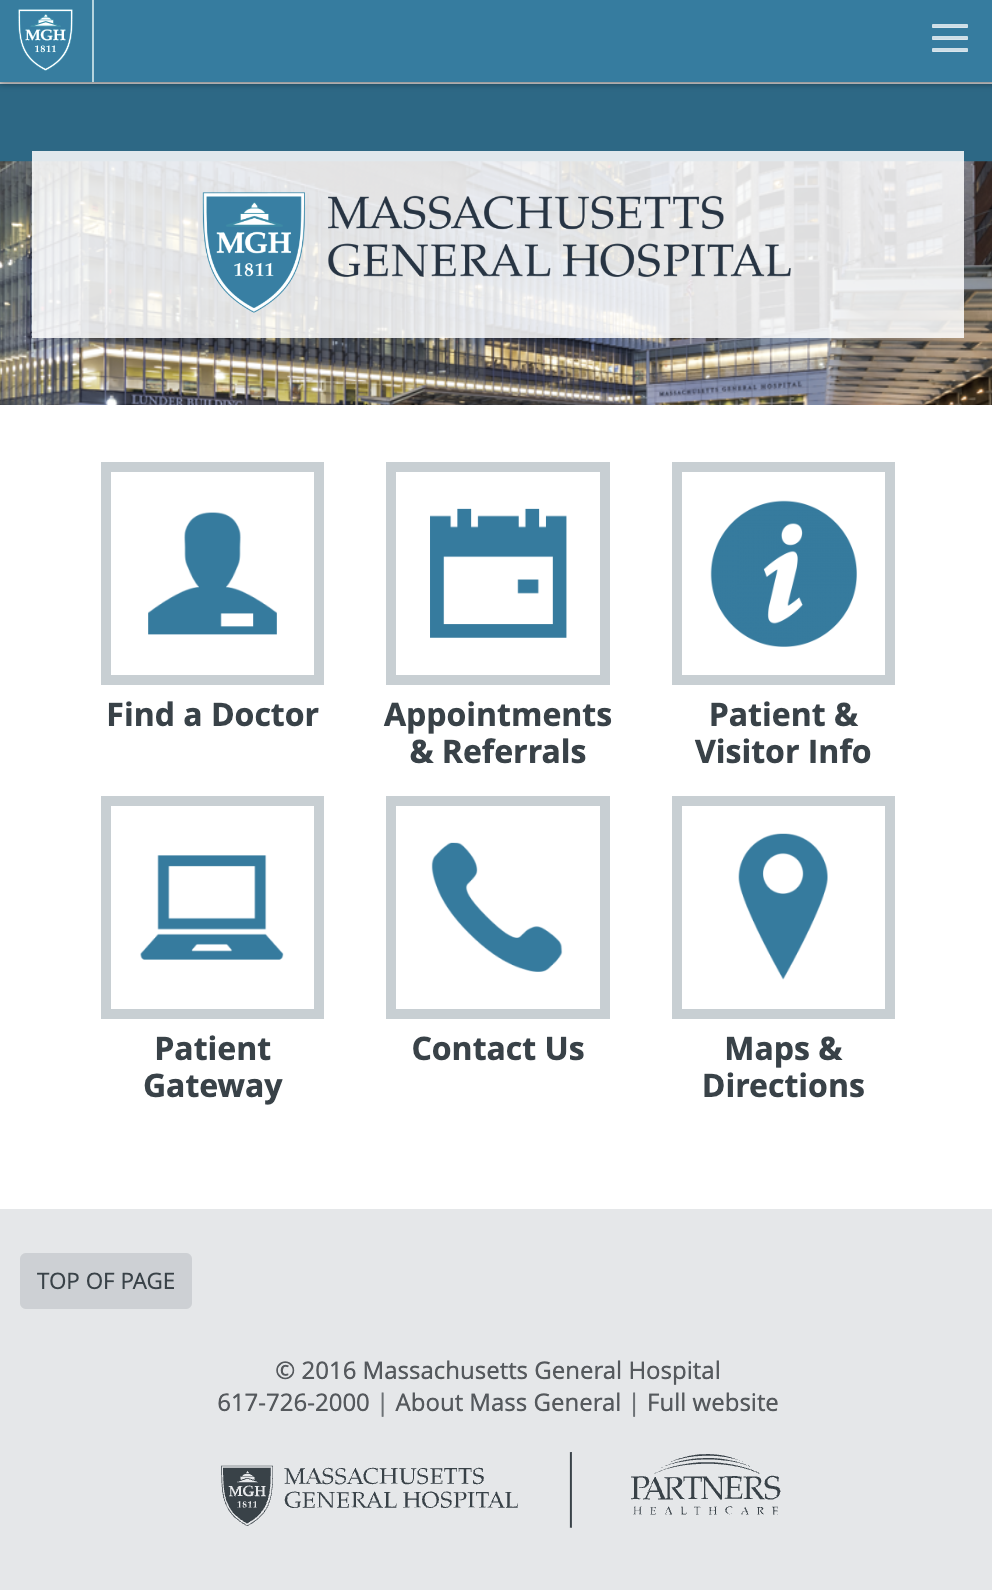 MGH
1811
MGH
1811
MASSACHUSETTS
GENERAL HOSPITAL
LUNDER BUILDING
MASSACHUSETTS GENERAL HOSPITAL
Find a Doctor
Appointments
& Referrals
Patient &
Visitor Info
Patient
Gateway
Contact Us
Maps &
Directions
TOP OF PAGE
© 2016 Massachusetts General Hospital
617-726-2000 | About Mass General | Full website
MGH
1811
MASSACHUSETTS
GENERAL HOSPITAL
PARTNERS
HEALTHCARE